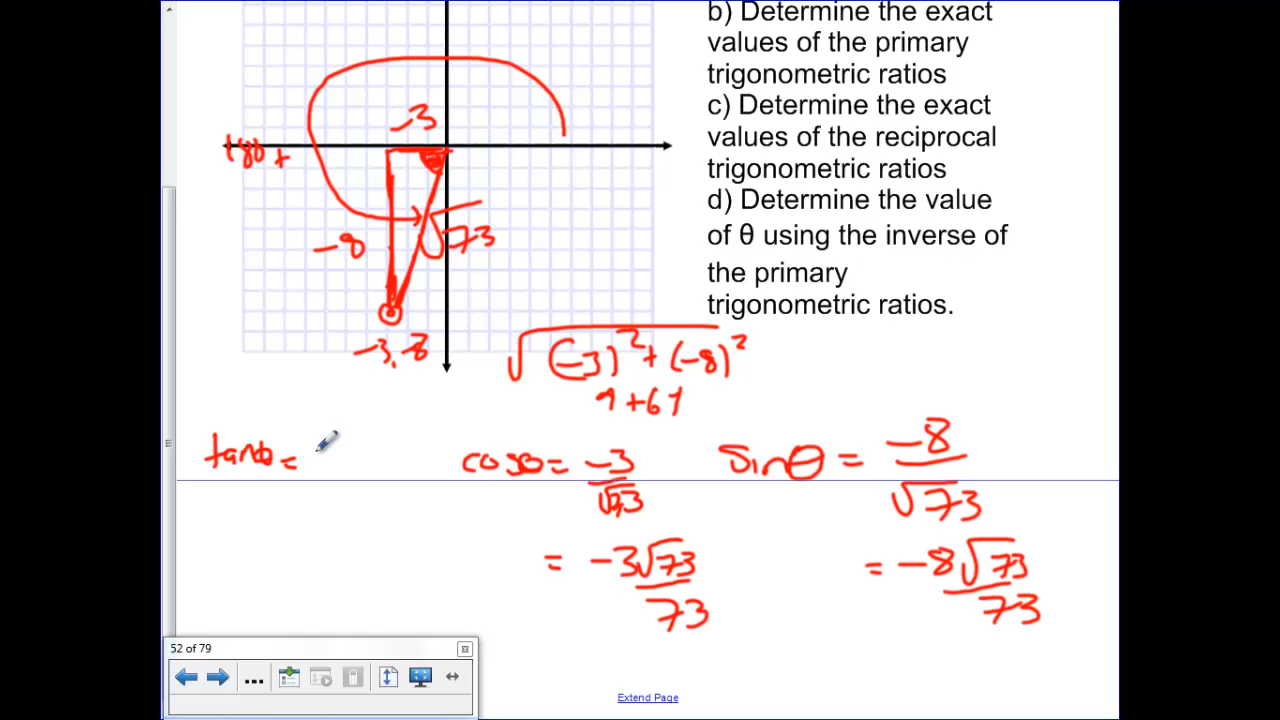 b) Determine the exact
values of the primary
trigonometric ratios
c) Determine the exact
values of the reciprocal
trigonometric ratios
d) Determine the value
of θ using the inverse of
the primary
trigonometric ratios.
-3
180 +
-8
√73
-3, -8
√(-3)² + (-8)²
9 + 64
tanθ =
cosθ = -3/√73
= -3√73/73
sinθ = -8/√73
= -8√73/73
52 of 79
...
Extend Page